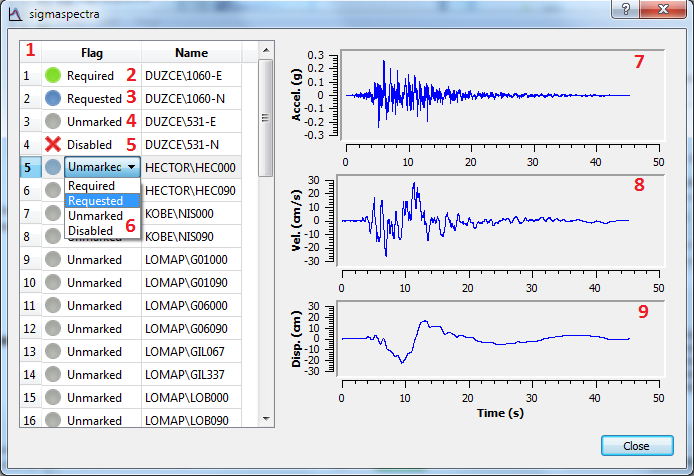 sigmaspectra
?
1 Flag Name
1 Required 2 DUZCE\1060-E
2 Requested 3 DUZCE\1060-N
3 Unmarked 4 DUZCE\531-E
4 Disabled 5 DUZCE\531-N
5 HECTOR\HEC000
Required
Requested
Unmarked
Disabled 6
6 HECTOR\HEC090
7 KOBE\NIS000
8 KOBE\NIS090
9 Unmarked LOMAP\G01000
10 Unmarked LOMAP\G01090
11 Unmarked LOMAP\G06000
12 Unmarked LOMAP\G06090
13 Unmarked LOMAP\GIL067
14 Unmarked LOMAP\GIL337
15 Unmarked LOMAP\LOB000
16 Unmarked LOMAP\LOB090
7
Accel. (g)
0.3
0.2
0.1
0.0
-0.1
-0.2
-0.3
0 10 20 30 40 50
8
Vel. (cm/s)
30
20
10
0
-10
-20
-30
0 10 20 30 40 50
9
Disp. (cm)
30
20
10
0
-10
-20
-30
0 10 20 30 40 50
Time (s)
Close